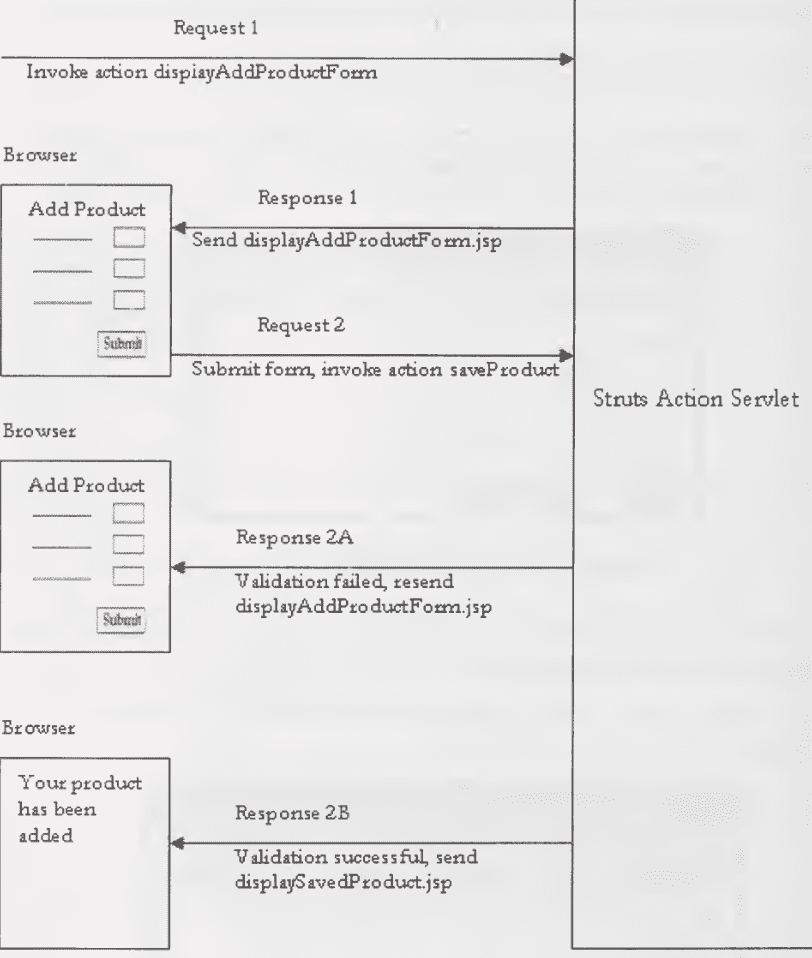 Request 1
Invoke action displayAddProductForm
Browser
Add Product
Submit
Response 1
Send displayAddProductForm.jsp
Request 2
Submit form, invoke action saveProduct
Struts Action Servlet
Browser
Add Product
Submit
Response 2A
Validation failed, resend
displayAddProductForm.jsp
Browser
Your product
has been
added
Response 2B
Validation successful, send
displaySavedProduct.jsp